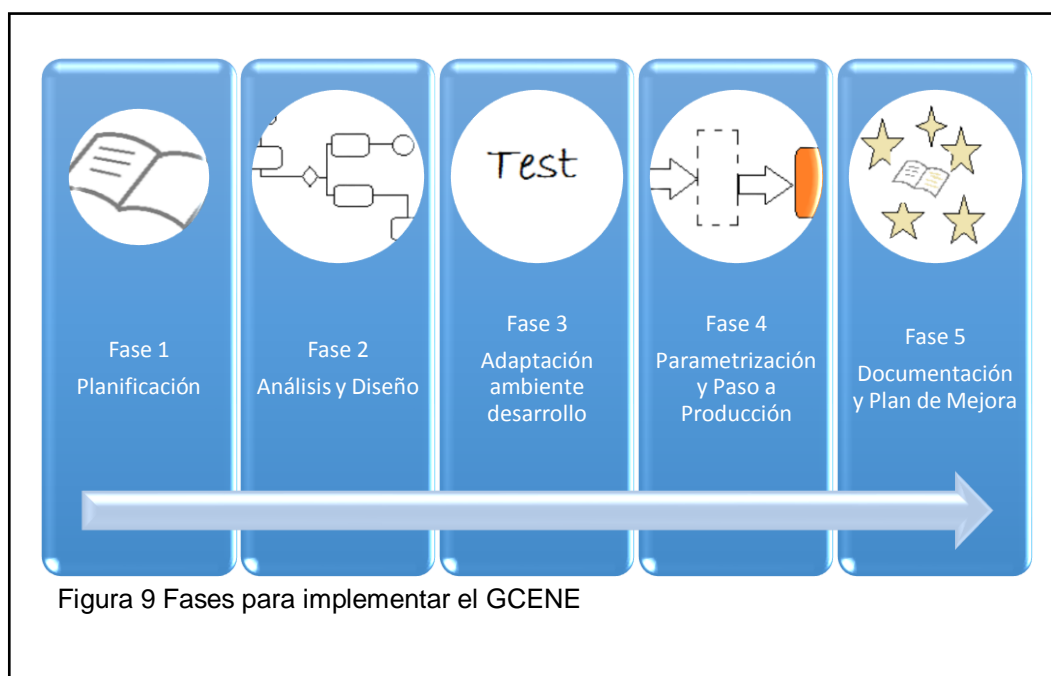 Test
Fase 1
Planificación
Fase 2
Análisis y Diseño
Fase 3
Adaptación
ambiente
desarrollo
Fase 4
Parametrización
y Paso a
Producción
Fase 5
Documentación
y Plan de Mejora
Figura 9 Fases para implementar el GCENE